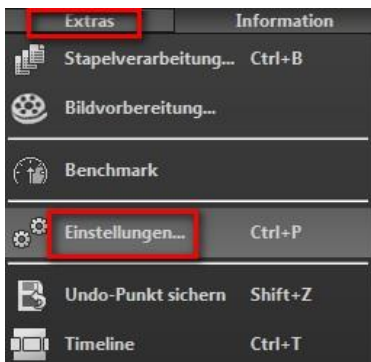 Extras Information
Stapelverarbeitung... Ctrl+B
Bildvorbereitung...
Benchmark
Einstellungen... Ctrl+P
Undo-Punkt sichern Shift+Z
Timeline Ctrl+T